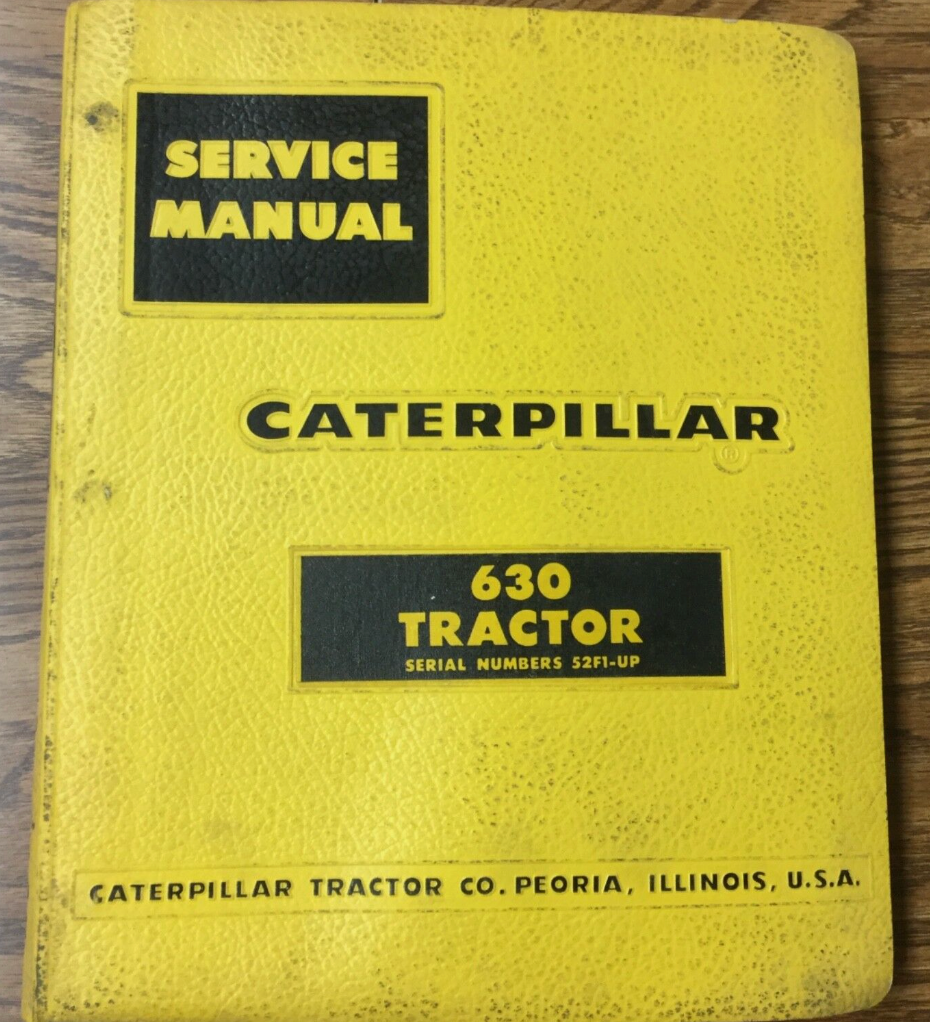 SERVICE
MANUAL
CATERPILLAR
®
630
TRACTOR
SERIAL NUMBERS 52F1-UP
CATERPILLAR TRACTOR CO. PEORIA, ILLINOIS, U.S.A.